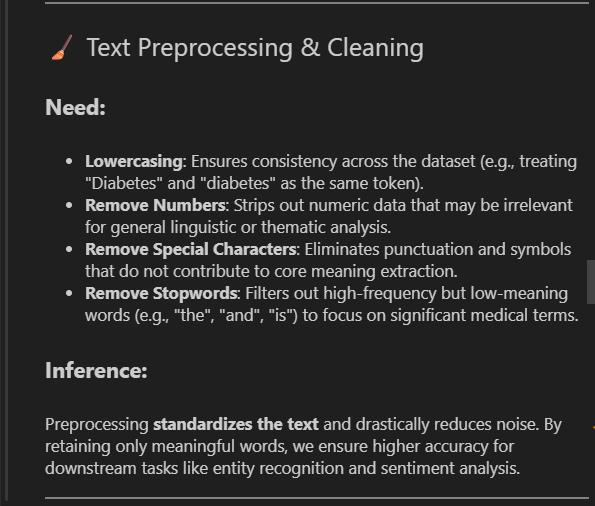 🧹 Text Preprocessing & Cleaning
Need:
• Lowercasing: Ensures consistency across the dataset (e.g., treating
"Diabetes" and "diabetes" as the same token).
• Remove Numbers: Strips out numeric data that may be irrelevant
for general linguistic or thematic analysis.
• Remove Special Characters: Eliminates punctuation and symbols
that do not contribute to core meaning extraction.
• Remove Stopwords: Filters out high-frequency but low-meaning
words (e.g., "the", "and", "is") to focus on significant medical terms.
Inference:
Preprocessing standardizes the text and drastically reduces noise. By
retaining only meaningful words, we ensure higher accuracy for
downstream tasks like entity recognition and sentiment analysis.